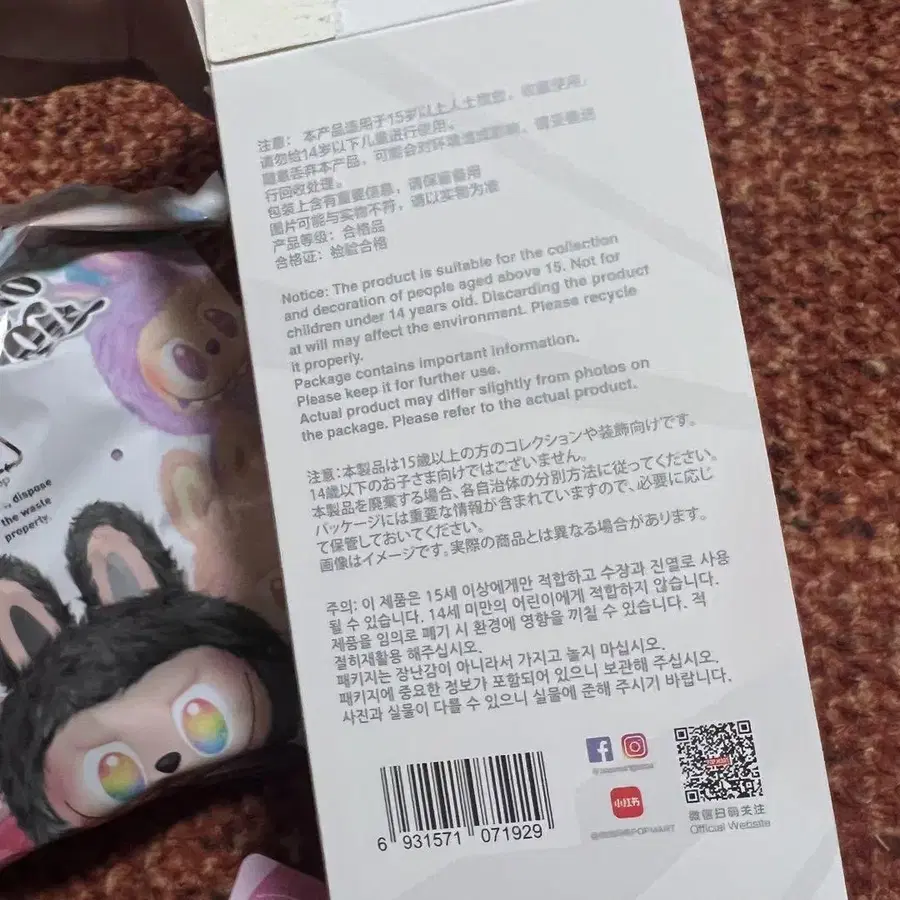 注意：本产品适用于15岁以上人士摆放、收藏使用，
请勿给14岁以下儿童进行使用。
随意丢弃本产品，可能会对环境造成影响，请妥善进
行回收处理。
包装上含有重要信息，请保留备用
图片可能与实物不符，请以实物为准
产品等级：合格品
合格证：检验合格
Notice: The product is suitable for the collection
and decoration of people aged above 15. Not for
children under 14 years old. Discarding the product
at will may affect the environment. Please recycle
it properly.
Package contains important information.
Please keep it for further use.
Actual product may differ slightly from photos on
the package. Please refer to the actual product.
注意：本製品は15歳以上の方のコレクションや装飾向けです。
14歳以下のお子さま向けではございません。
本製品を廃棄する場合、各自治体の分別方法に従ってください。
パッケージには重要な情報が含まれていますので、必要に応じ
て保管しておいてください。
画像はイメージです。実際の商品とは異なる場合があります。
주의: 이 제품은 15세 이상에게만 적합하고 수장과 진열로 사용
될 수 있습니다. 14세 미만의 어린이에게 적합하지 않습니다.
제품을 임의로 폐기 시 환경에 영향을 끼칠 수 있습니다. 적
절히재활용 해주십시오.
패키지는 장난감이 아니라서 가지고 놀지 마십시오.
패키지에 중요한 정보가 포함되어 있으니 보관해 주십시오.
사진과 실물이 다를 수 있으니 실물에 준해 주시기 바랍니다.
6 931571 071929
小红书
POPMART
微信扫码关注
Official Website
dispose
the waste
properly.